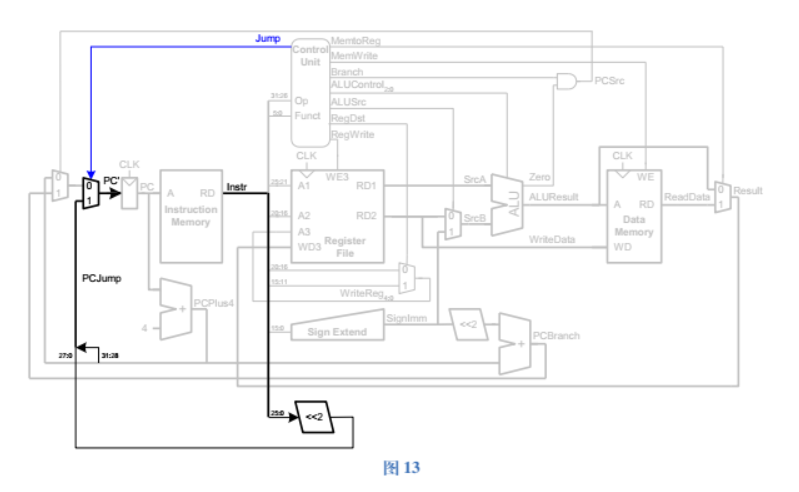 Jump
MemtoReg
Control
Unit
MemWrite
Branch
ALUControl2:0
PCSrc
31:26
Op
ALUSrc
5:0
Funct
RegDst
RegWrite
CLK
CLK
CLK
0
1
0
1
PC'
PC
A
RD
Instruction
Memory
Instr
25:21
A1
WE3
RD1
SrcA
Zero
ALU
ALUResult
WE
A
RD
ReadData
0
1
Result
20:16
A2
RD2
0
1
SrcB
A3
WD3
Register
File
WriteData
Data
Memory
WD
PCJump
20:16
0
15:11
1
WriteReg4:0
PCPlus4
+
4
SignImm
15:0
Sign Extend
<<2
+
PCBranch
27:0
31:28
25:0
<<2
图 13